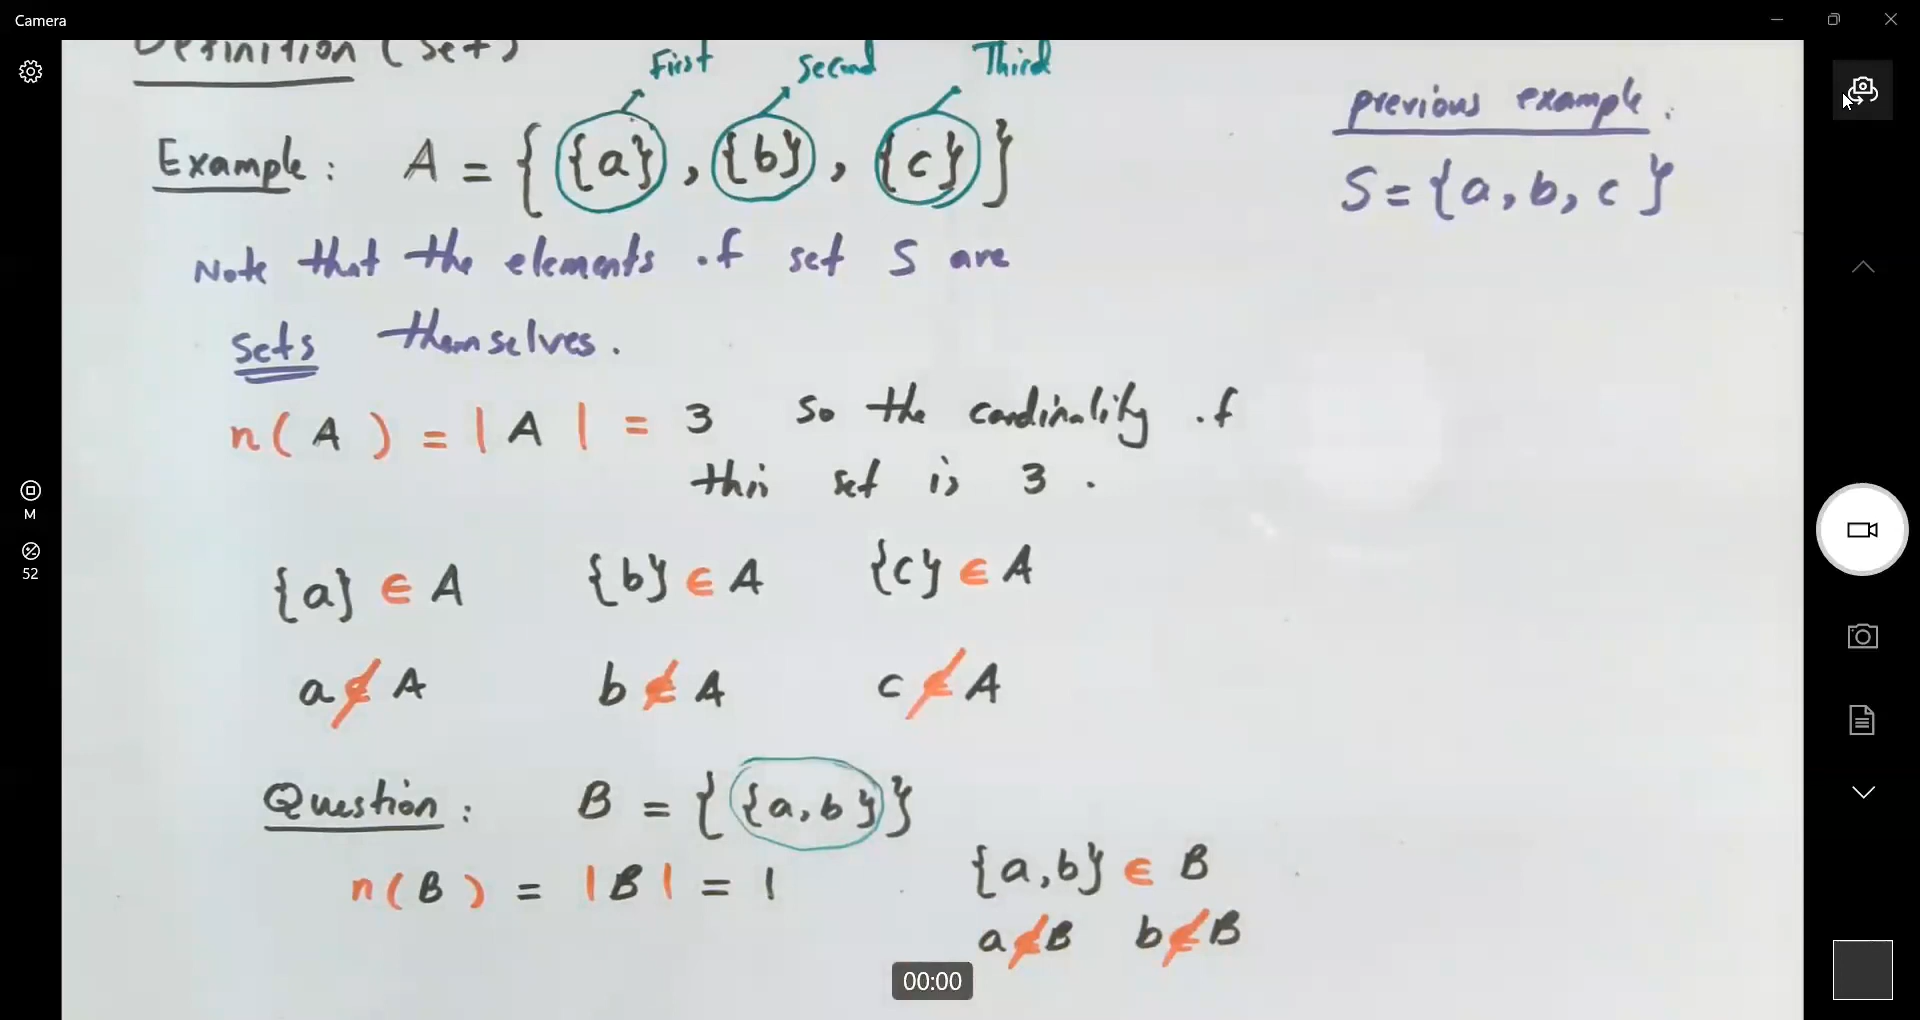 Camera
Definition (Set)
First Second Third
previous example :
Example : A = { {a} , {b} , {c} }
S = {a, b, c}
Note that the elements of set S are
sets themselves.
n( A ) = | A | = 3 so the cardinality of
this set is 3 .
{a} ∈ A {b} ∈ A {c} ∈ A
a ∉ A b ∉ A c ∉ A
M
52
Question : B = { {a, b} }
n( B ) = | B | = 1 {a, b} ∈ B
a ∉ B b ∉ B
00:00